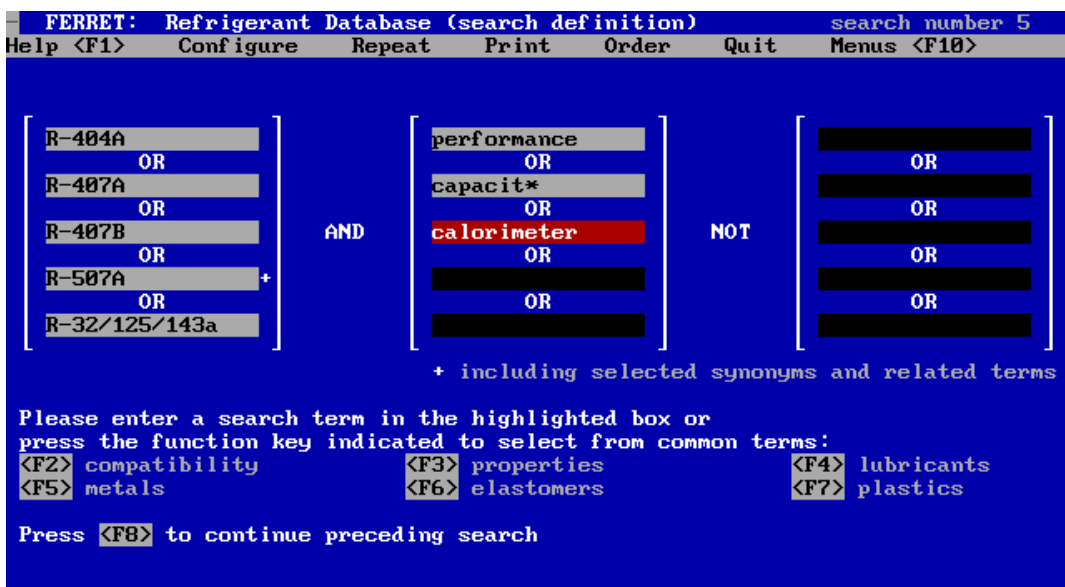 FERRET: Refrigerant Database (search definition) search number 5
Help <F1> Configure Repeat Print Order Quit Menus <F10>
R-404A performance
OR OR OR
R-407A capacit*
OR OR OR
R-407B AND calorimeter NOT
OR OR OR
R-507A +
OR OR OR
R-32/125/143a
+ including selected synonyms and related terms
Please enter a search term in the highlighted box or
press the function key indicated to select from common terms:
<F2> compatibility <F3> properties <F4> lubricants
<F5> metals <F6> elastomers <F7> plastics
Press <F8> to continue preceding search